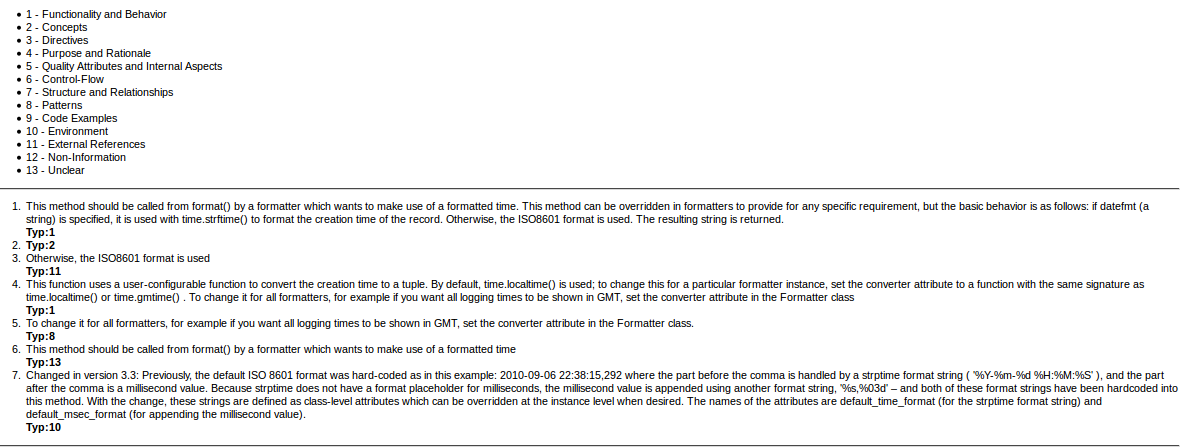 1 - Functionality and Behavior
2 - Concepts
3 - Directives
4 - Purpose and Rationale
5 - Quality Attributes and Internal Aspects
6 - Control-Flow
7 - Structure and Relationships
8 - Patterns
9 - Code Examples
10 - Environment
11 - External References
12 - Non-Information
13 - Unclear
1. This method should be called from format() by a formatter which wants to make use of a formatted time. This method can be overridden in formatters to provide for any specific requirement, but the basic behavior is as follows: if datefmt (a
string) is specified, it is used with time.strftime() to format the creation time of the record. Otherwise, the ISO8601 format is used. The resulting string is returned.
Typ:1
2. Typ:2
3. Otherwise, the ISO8601 format is used
Typ:11
4. This function uses a user-configurable function to convert the creation time to a tuple. By default, time.localtime() is used; to change this for a particular formatter instance, set the converter attribute to a function with the same signature as
time.localtime() or time.gmtime() . To change it for all formatters, for example if you want all logging times to be shown in GMT, set the converter attribute in the Formatter class
Typ:1
5. To change it for all formatters, for example if you want all logging times to be shown in GMT, set the converter attribute in the Formatter class.
Typ:8
6. This method should be called from format() by a formatter which wants to make use of a formatted time
Typ:13
7. Changed in version 3.3: Previously, the default ISO 8601 format was hard-coded as in this example: 2010-09-06 22:38:15,292 where the part before the comma is handled by a strptime format string ( '%Y-%m-%d %H:%M:%S' ), and the part
after the comma is a millisecond value. Because strptime does not have a format placeholder for milliseconds, the millisecond value is appended using another format string, '%s,%03d' – and both of these format strings have been hardcoded into
this method. With the change, these strings are defined as class-level attributes which can be overridden at the instance level when desired. The names of the attributes are default_time_format (for the strptime format string) and
default_msec_format (for appending the millisecond value).
Typ:10